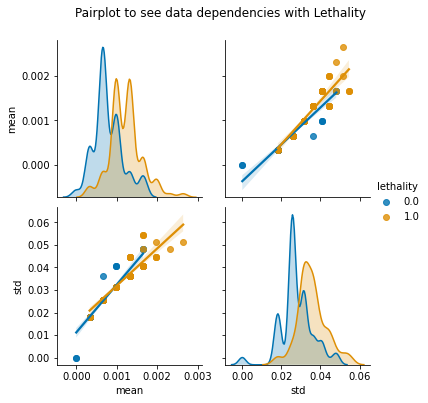 Pairplot to see data dependencies with Lethality
mean
0.002
0.001
0.000
lethality
0.0
1.0
std
0.06
0.05
0.04
0.03
0.02
0.01
0.00
0.000 0.001 0.002 0.003
mean
0.00 0.02 0.04 0.06
std